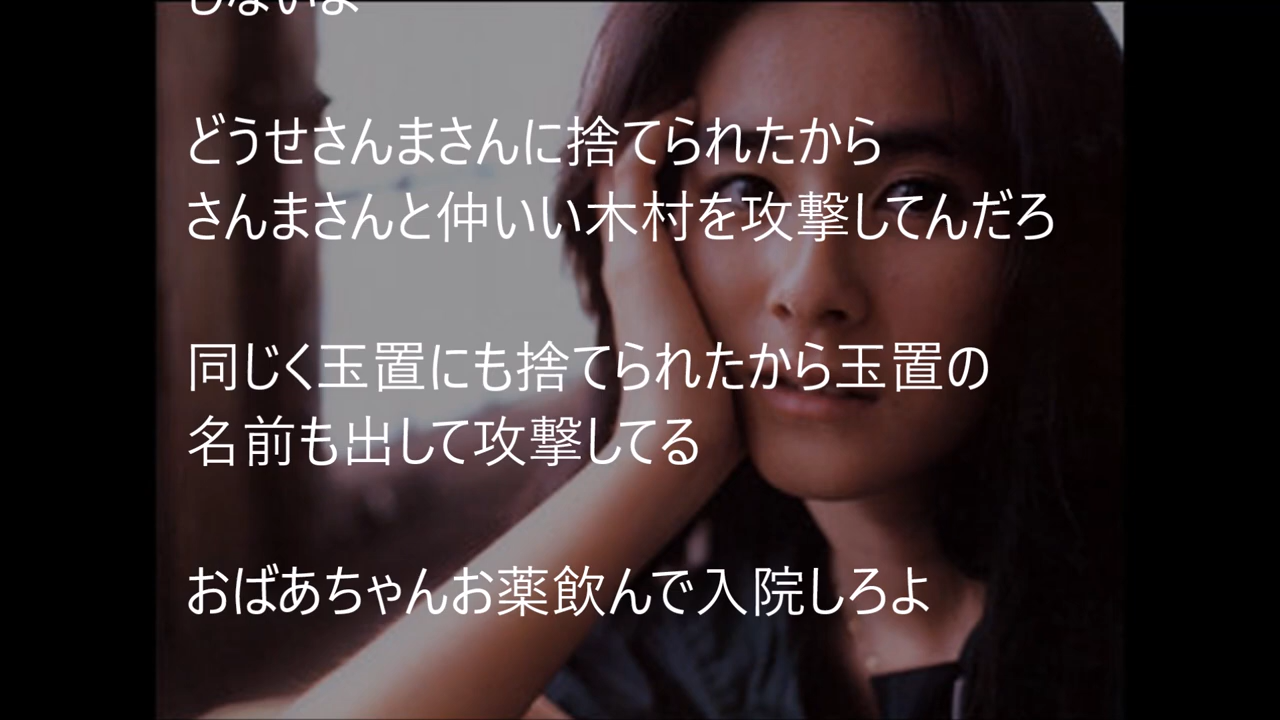 しないよ
どうせさんまさんに捨てられたから
さんまさんと仲いい木村を攻撃してんだろ
同じく玉置にも捨てられたから玉置の
名前も出して攻撃してる
おばあちゃんお薬飲んで入院しろよ